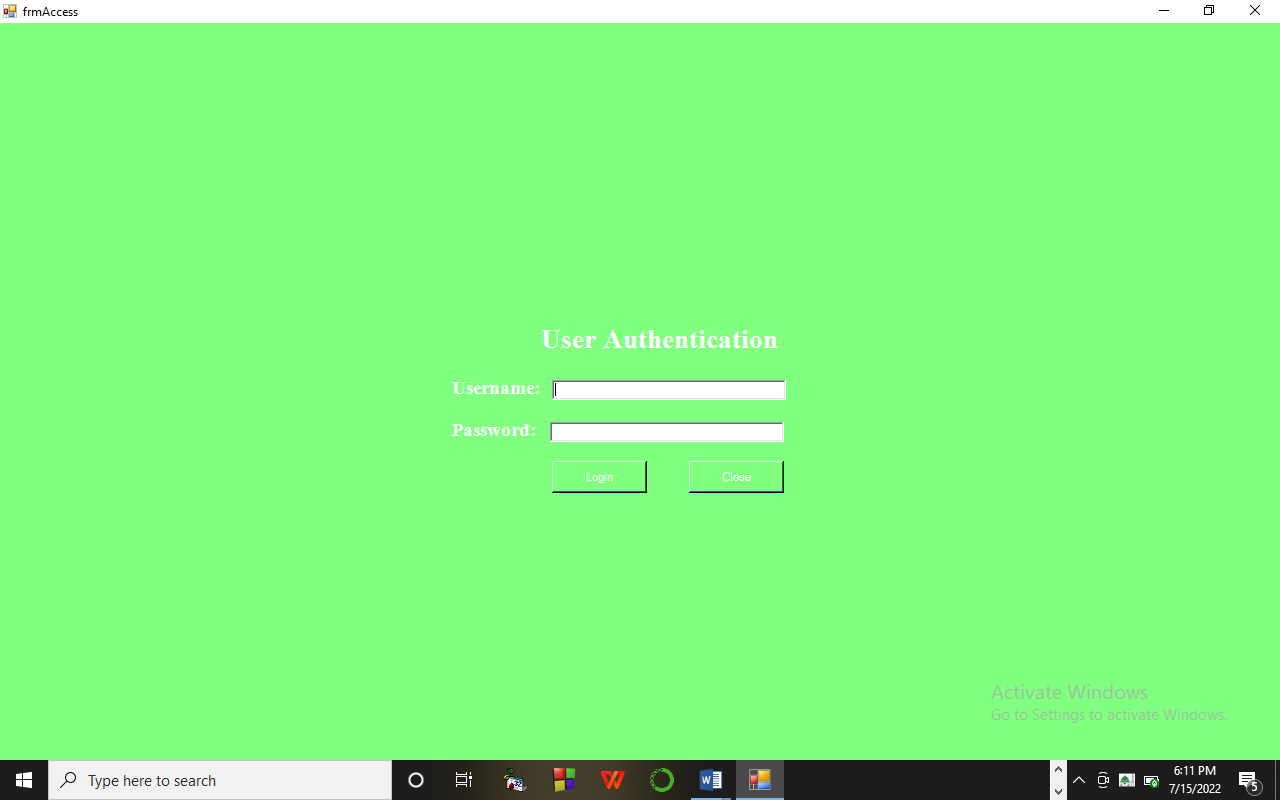 frmAccess
User Authentication
Username:
Password:
Login Close
Activate Windows
Go to Settings to activate Windows.
Type here to search
6:11 PM
7/15/2022
5